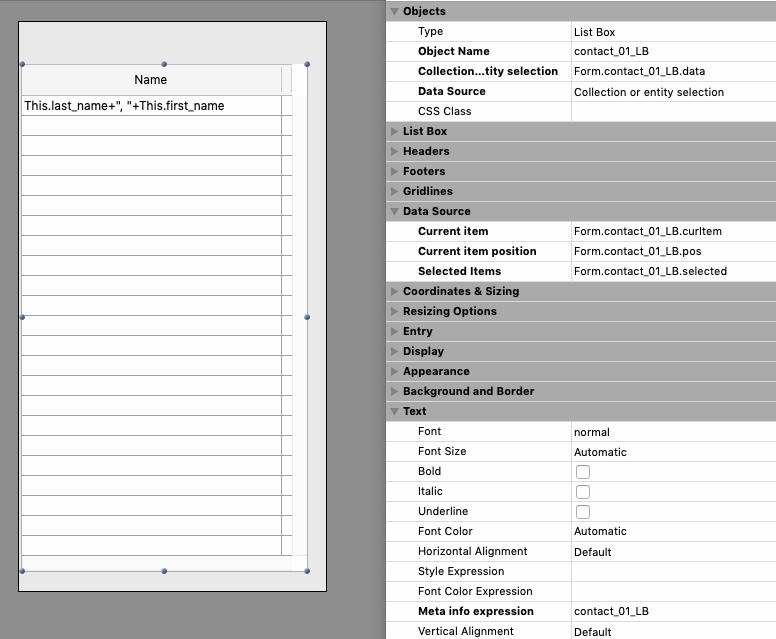 Name
This.last_name+", "+This.first_name
Objects
Type List Box
Object Name contact_01_LB
Collection...tity selection Form.contact_01_LB.data
Data Source Collection or entity selection
CSS Class
List Box
Headers
Footers
Gridlines
Data Source
Current item Form.contact_01_LB.curItem
Current item position Form.contact_01_LB.pos
Selected Items Form.contact_01_LB.selected
Coordinates & Sizing
Resizing Options
Entry
Display
Appearance
Background and Border
Text
Font normal
Font Size Automatic
Bold
Italic
Underline
Font Color Automatic
Horizontal Alignment Default
Style Expression
Font Color Expression
Meta info expression contact_01_LB
Vertical Alignment Default